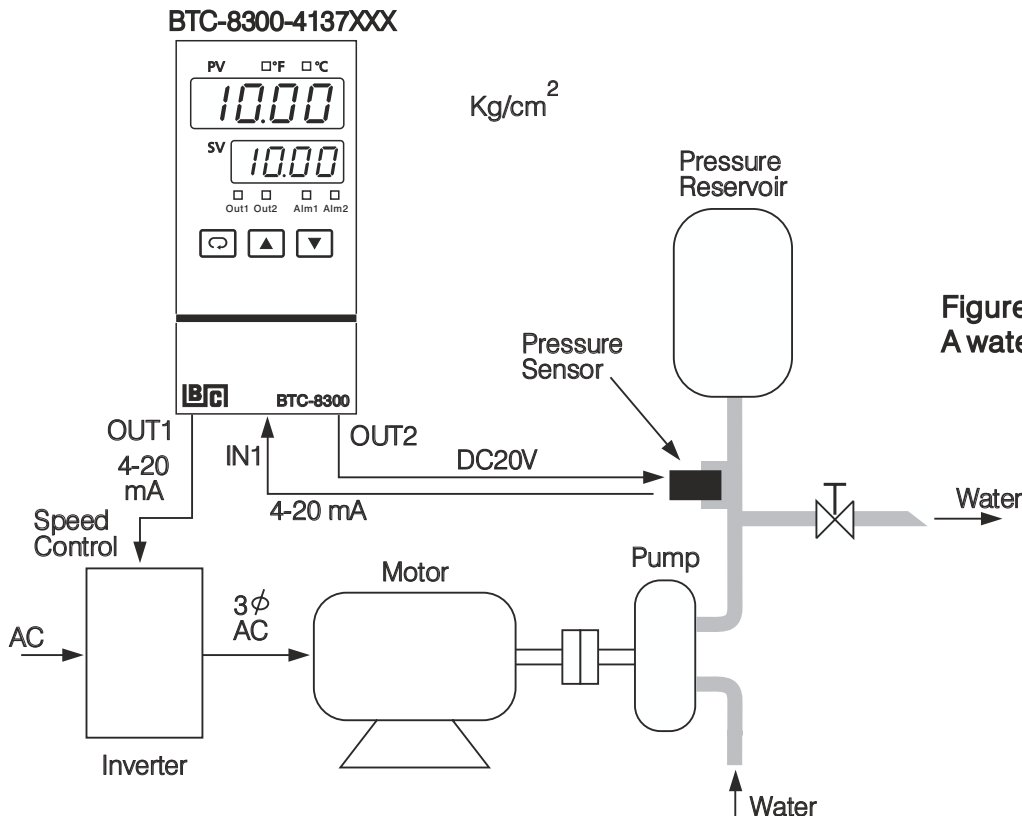 BTC-8300-4137XXX
PV °F °C
10.00
Kg/cm²
SV
10.00
Out1 Out2 Alm1 Alm2
BC
BTC-8300
Pressure
Reservoir
Figure
A wate
Pressure
Sensor
OUT1
4-20
mA
IN1
OUT2
DC20V
4-20 mA
Water
Speed
Control
Pump
Motor
3ϕ
AC
AC
Inverter
Water